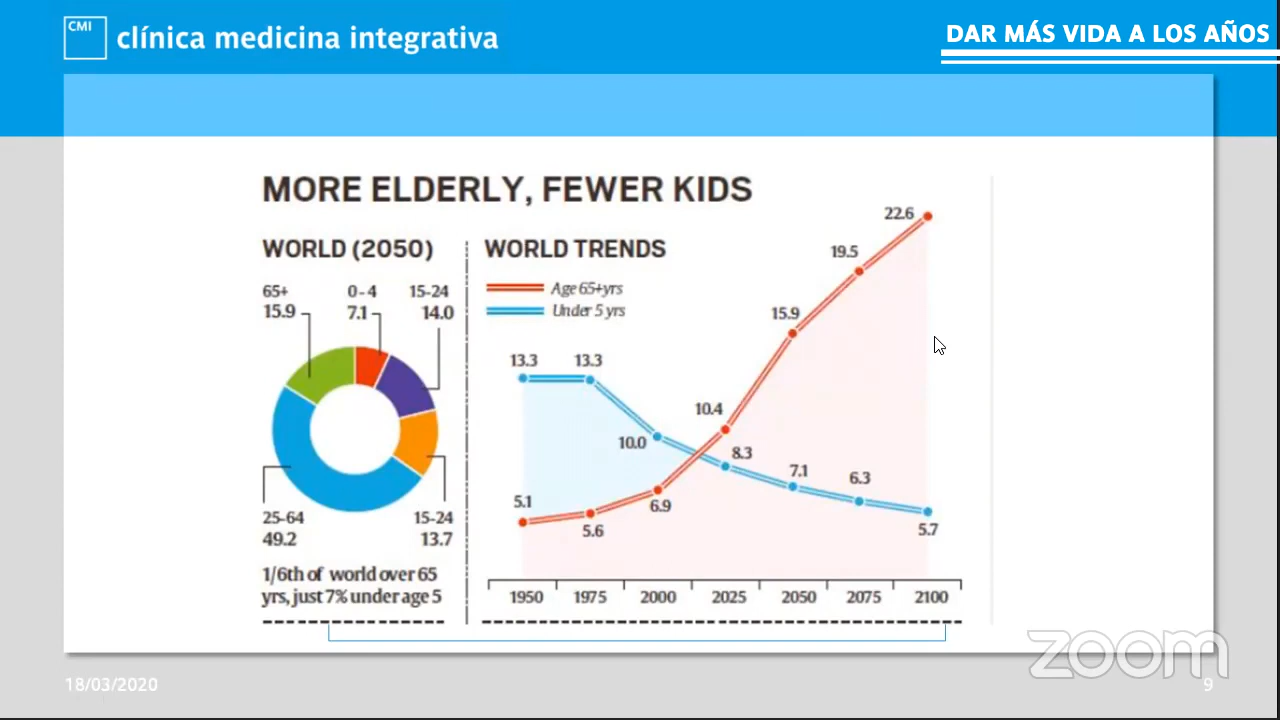 CMI
clínica medicina integrativa
DAR MÁS VIDA A LOS AÑOS
MORE ELDERLY, FEWER KIDS
WORLD (2050)
65+
15.9
0-4
7.1
15-24
14.0
25-64
49.2
15-24
13.7
1/6th of world over 65
yrs, just 7% under age 5
WORLD TRENDS
Age 65+yrs
Under 5 yrs
13.3
13.3
10.0
8.3
7.1
6.3
5.7
5.1
5.6
6.9
10.4
15.9
19.5
22.6
1950 1975 2000 2025 2050 2075 2100
zoom
18/03/2020
9